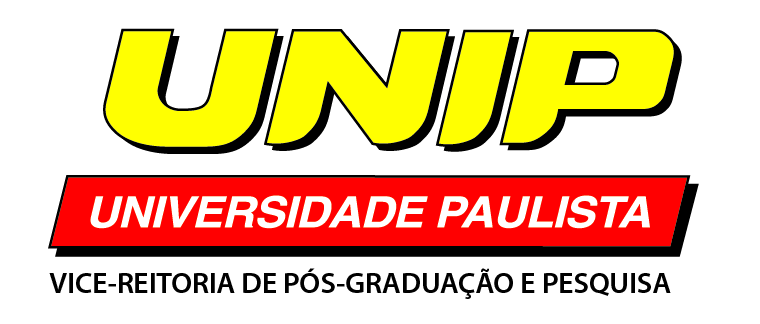 UNIP
UNIVERSIDADE PAULISTA
VICE-REITORIA DE PÓS-GRADUAÇÃO E PESQUISA